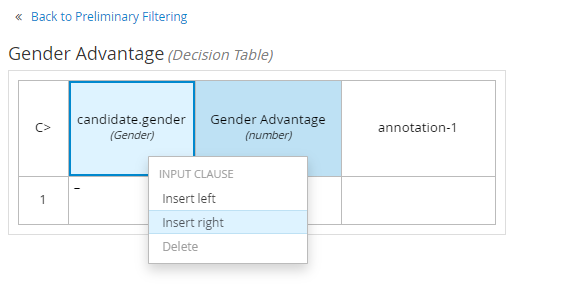 « Back to Preliminary Filtering
Gender Advantage (Decision Table)
C> candidate.gender Gender Advantage annotation-1
(Gender) (number)
1 –
INPUT CLAUSE
Insert left
Insert right
Delete